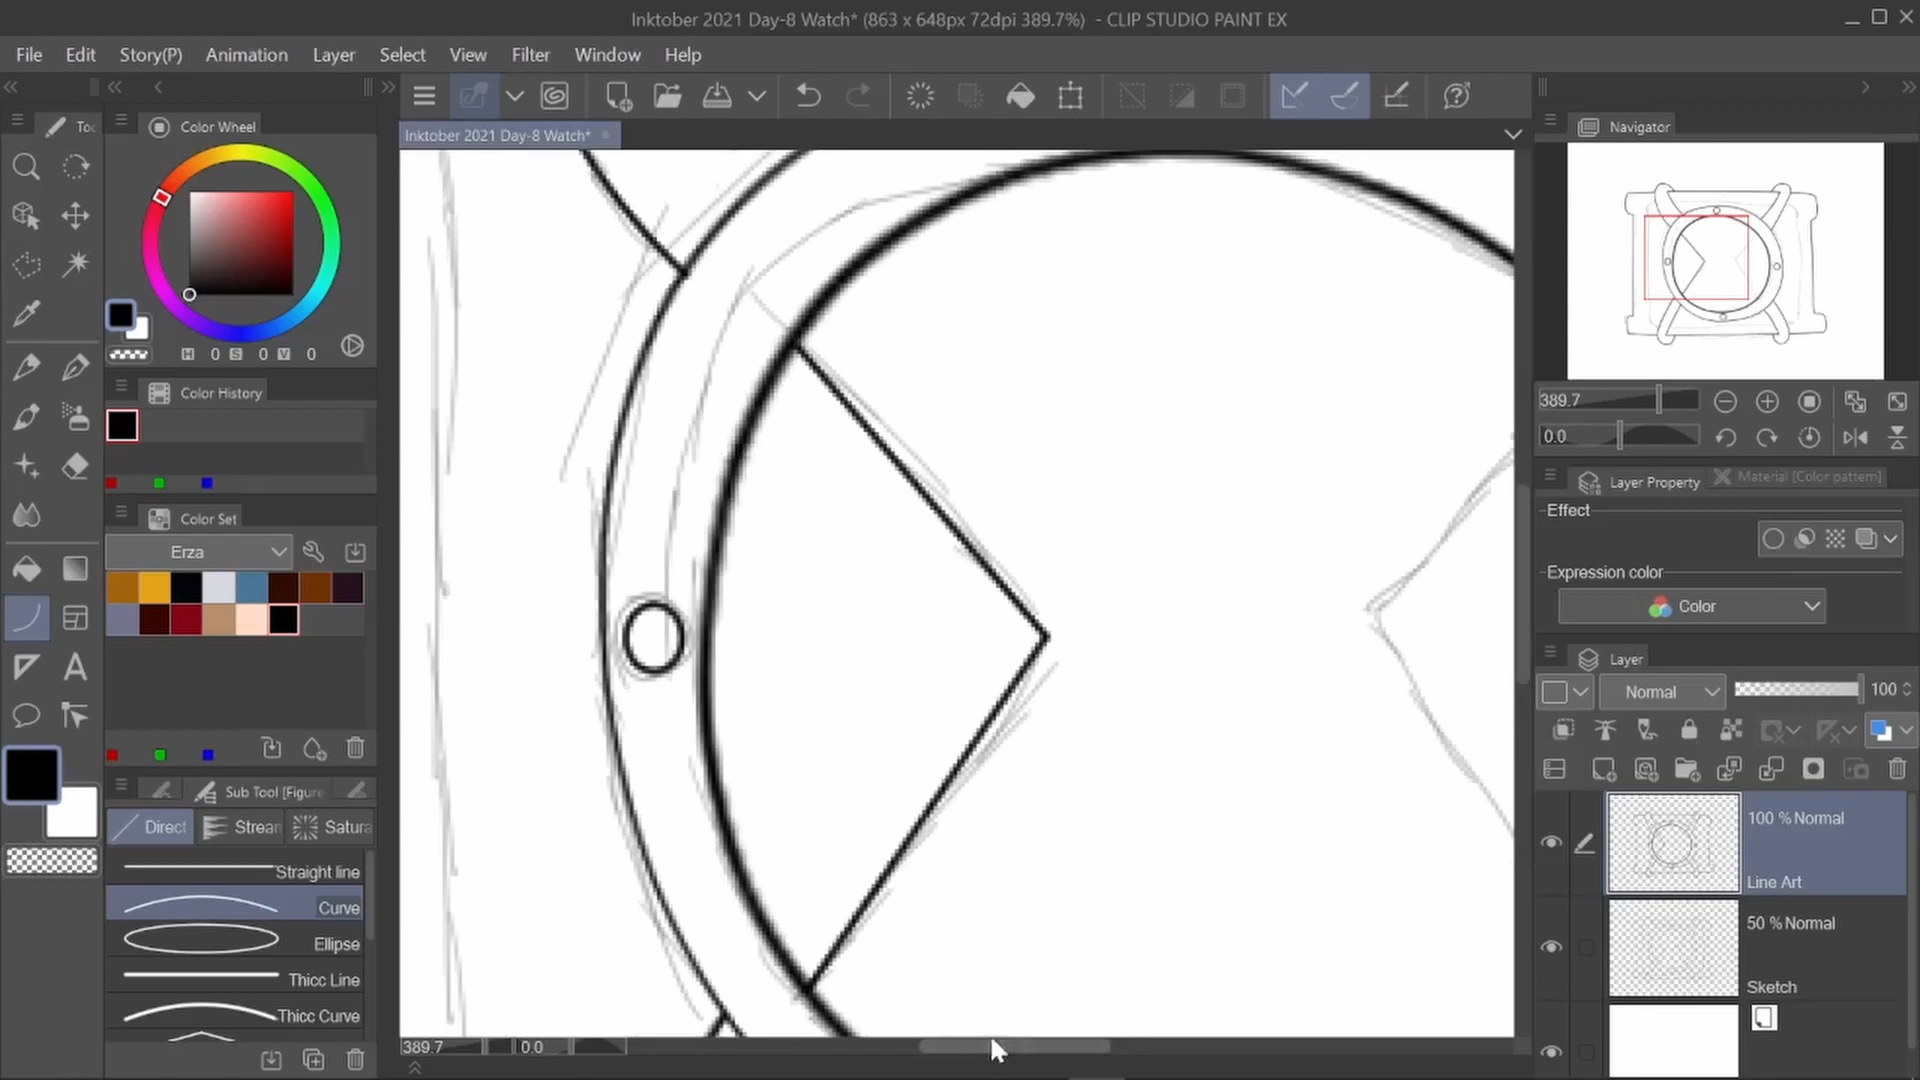 Inktober 2021 Day-8 Watch* (863 x 648px 72dpi 389.7%) - CLIP STUDIO PAINT EX
File Edit Story(P) Animation Layer Select View Filter Window Help
Too
Color Wheel
Inktober 2021 Day-8 Watch*
Navigator
H 0 S 0 V 0
Color History
389.7
0.0
Layer Property
Material [Color pattern]
Effect
Color Set
Erza
Expression color
Color
Layer
Normal
100
Sub Tool [Figure
Direct
Strean
Satura
Straight line
Curve
Ellipse
Thicc Line
Thicc Curve
100 % Normal
Line Art
50 % Normal
Sketch
389.7
0.0
A